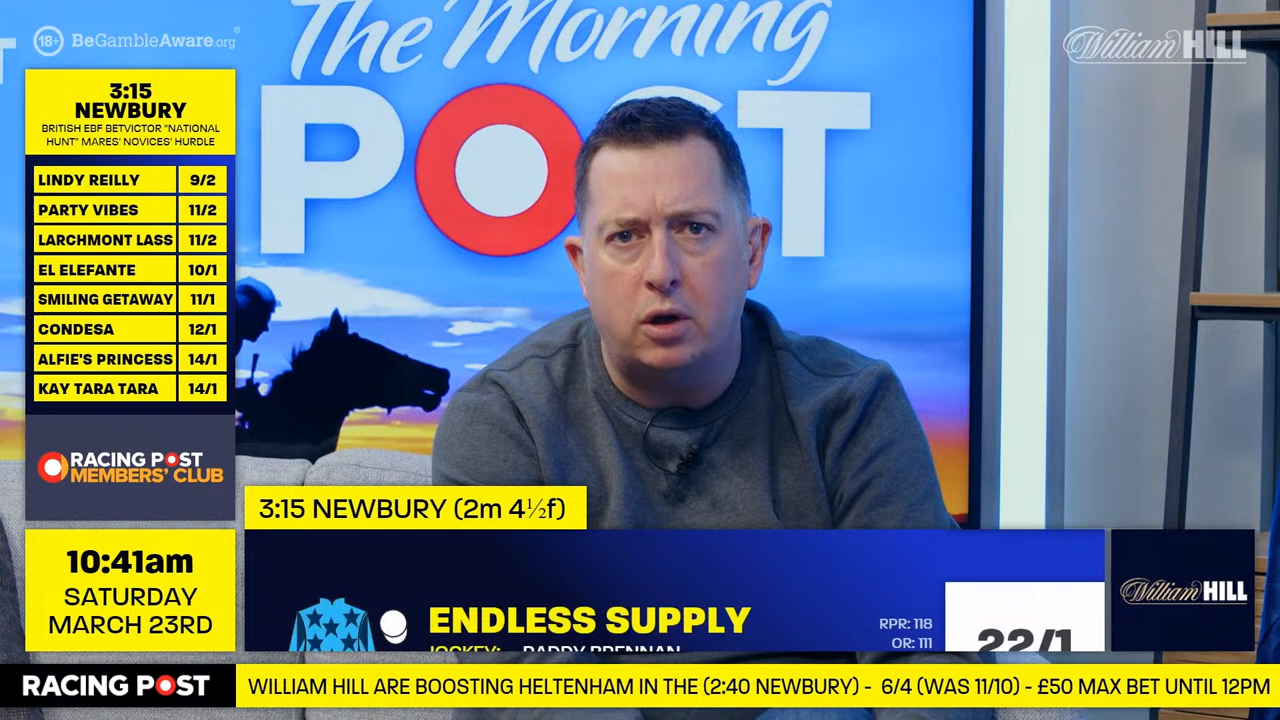 The Morning
POST
T
18+ BeGambleAware.org®
William HILL
3:15
NEWBURY
BRITISH EBF BETVICTOR "NATIONAL
HUNT" MARES' NOVICES' HURDLE
LINDY REILLY 9/2
PARTY VIBES 11/2
LARCHMONT LASS 11/2
EL ELEFANTE 10/1
SMILING GETAWAY 11/1
CONDESA 12/1
ALFIE'S PRINCESS 14/1
KAY TARA TARA 14/1
RACING POST
MEMBERS' CLUB
10:41am
SATURDAY
MARCH 23RD
3:15 NEWBURY (2m 4½f)
ENDLESS SUPPLY
JOCKEY: PADDY BRENNAN
RPR: 118
OR: 111
22/1
William HILL
RACING POST
WILLIAM HILL ARE BOOSTING HELTENHAM IN THE (2:40 NEWBURY) - 6/4 (WAS 11/10) - £50 MAX BET UNTIL 12PM